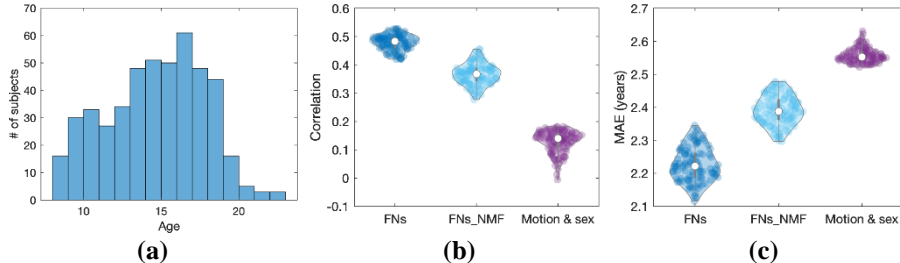 70
60
50
40
30
20
10
0
# of subjects
10
15
20
Age
(a)
0.6
0.5
0.4
0.3
0.2
0.1
0
-0.1
Correlation
FNs
FNs_NMF
Motion & sex
(b)
2.7
2.6
2.5
2.4
2.3
2.2
2.1
MAE (years)
FNs
FNs_NMF
Motion & sex
(c)